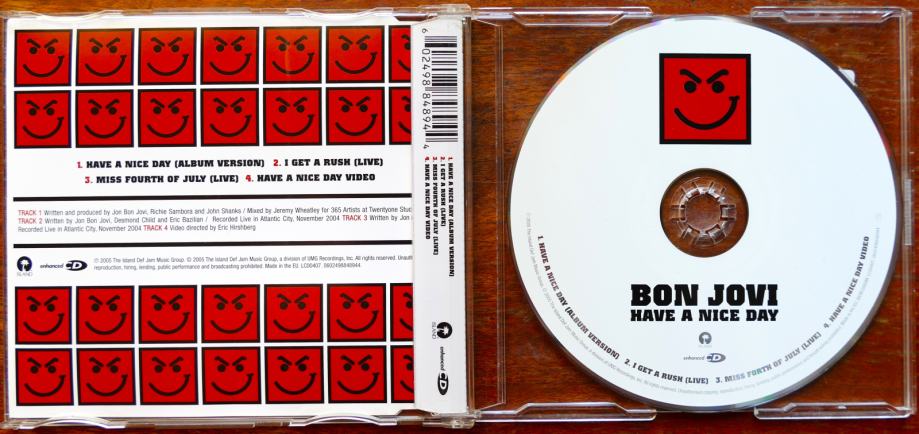 1. HAVE A NICE DAY (ALBUM VERSION) 2. I GET A RUSH (LIVE)
3. MISS FOURTH OF JULY (LIVE) 4. HAVE A NICE DAY VIDEO
TRACK 1 Written and produced by Jon Bon Jovi, Richie Sambora and John Shanks / Mixed by Jeremy Wheatley for 365 Artists at Twentyone
TRACK 2 Written by Jon Bon Jovi, Desmond Child and Eric Bazilian / Recorded Live in Atlantic City, November 2004 TRACK 3 Written by Jon
Recorded Live in Atlantic City, November 2004 TRACK 4 Video directed by Eric Hirshberg
ISLAND
enhanced CD
℗ 2005 The Island Def Jam Music Group. © 2005 The Island Def Jam Music Group, a division of UMG Recordings, Inc. All rights reserved.
reproduction, hiring, lending, public performance and broadcasting prohibited. Made in the EU. LC00407. 0602498848944.
6 02498 84894 4
1. HAVE A NICE DAY (ALBUM VERSION)
2. I GET A RUSH (LIVE)
3. MISS FOURTH OF JULY (LIVE)
4. HAVE A NICE DAY VIDEO
ISLAND
enhanced CD
BON JOVI
HAVE A NICE DAY
ISLAND
enhanced CD
1. HAVE A NICE DAY (ALBUM VERSION) 2. I GET A RUSH (LIVE) 3. MISS FORTH OF JULY (LIVE) 4. HAVE A NICE DAY VIDEO